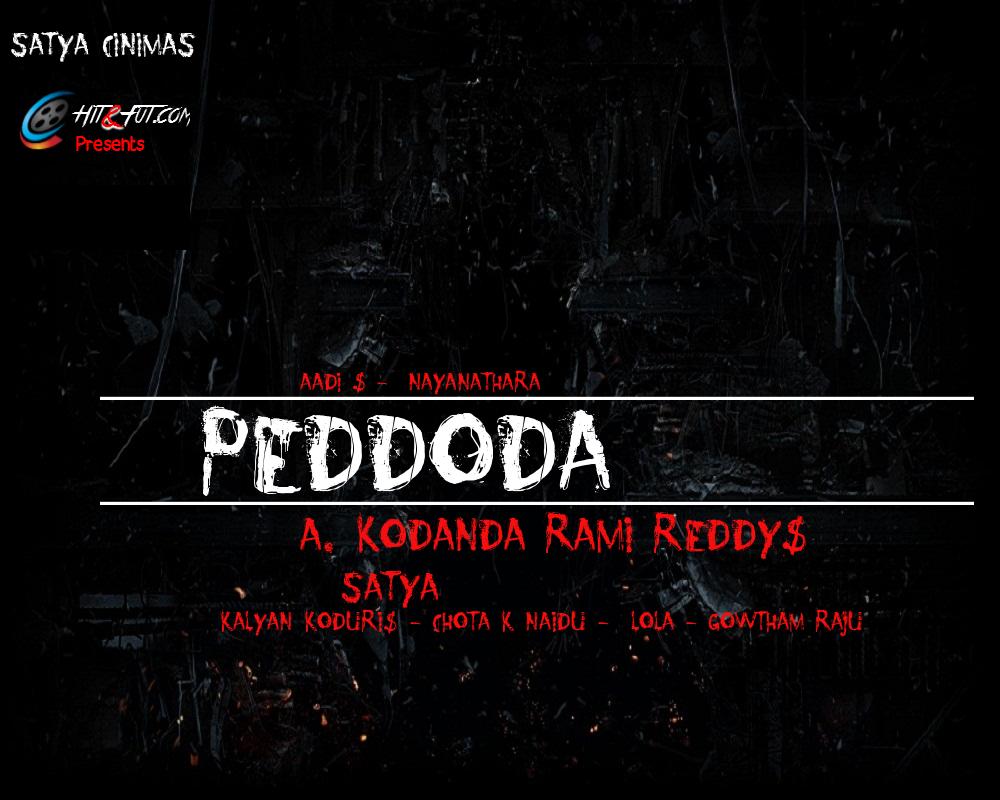 SATYA CINIMAS
HIT&FUT.COM
Presents
AADI $ - NAYANATHARA
PEDDODA
A. KODANDA RAMI REDDY$
SATYA
KALYAN KODURI$ - CHOTA K NAIDU - LOLA - GOWTHAM RAJU